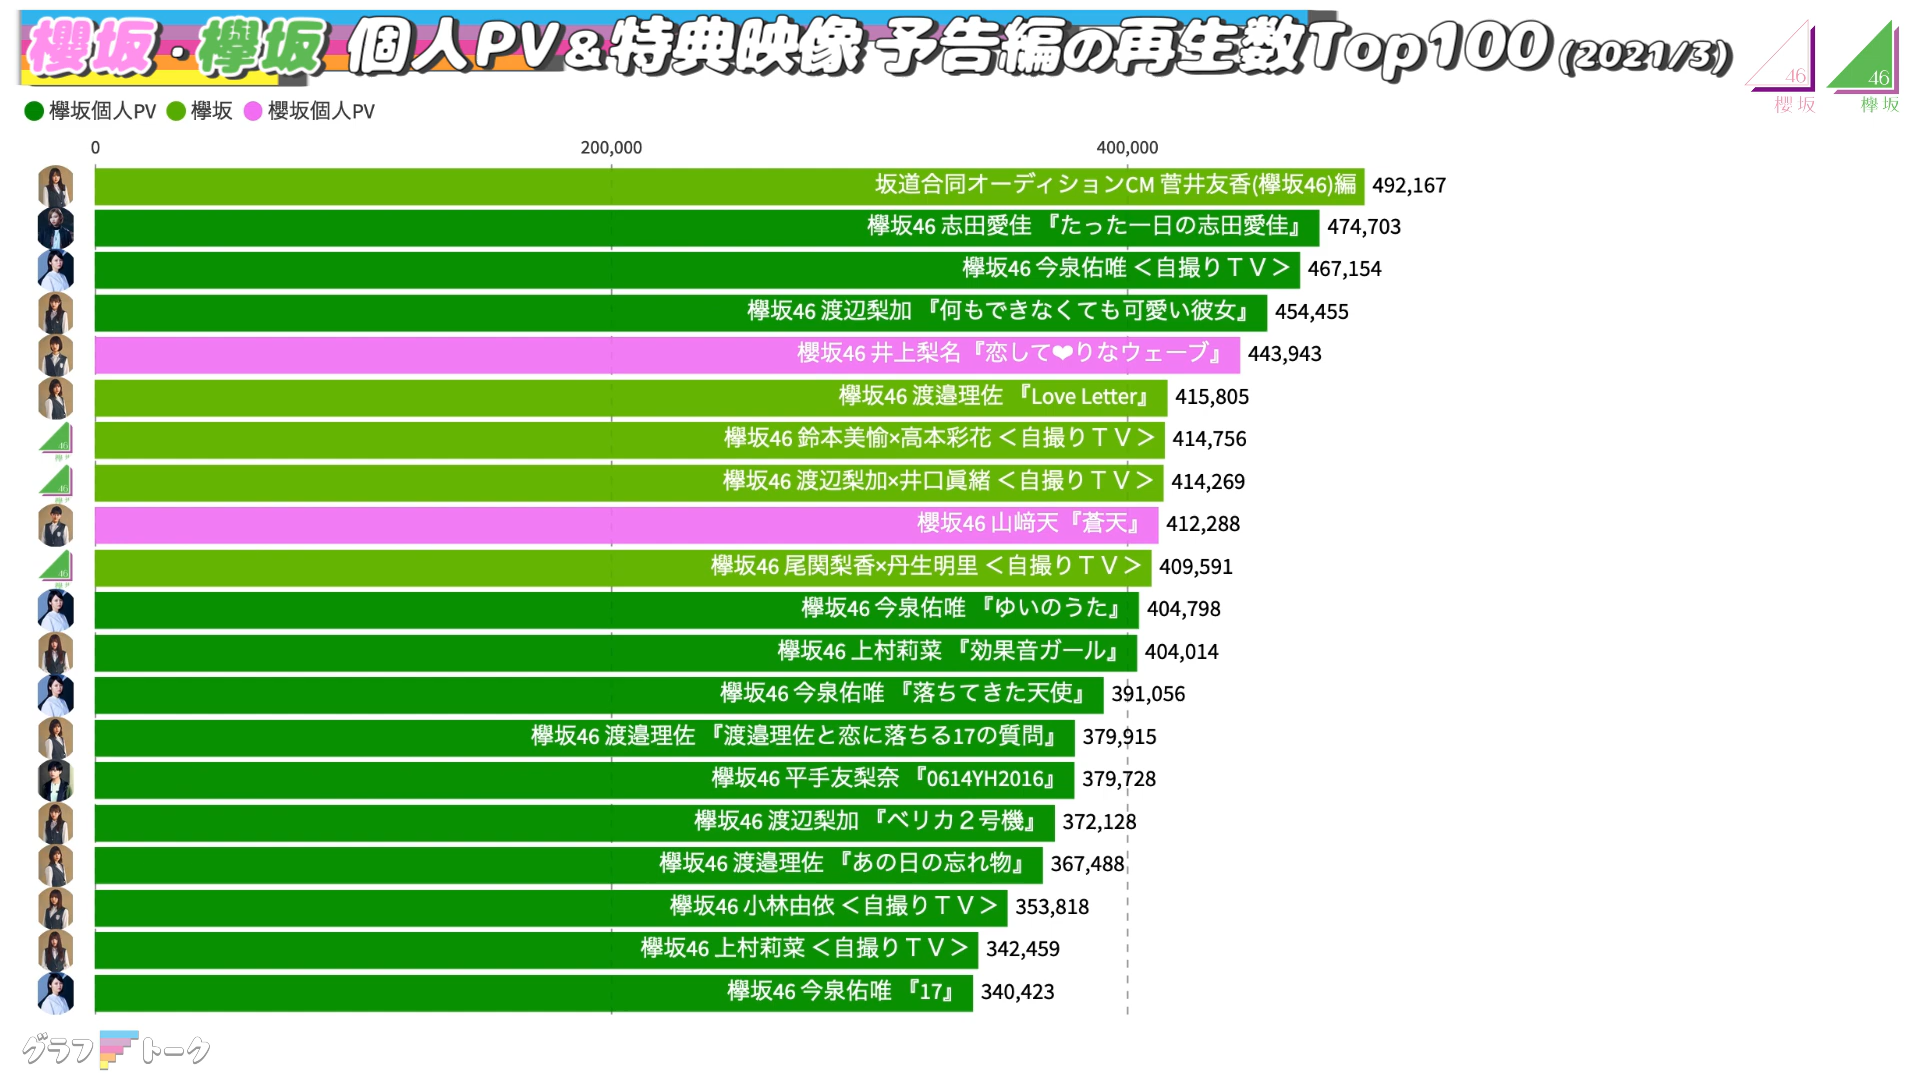 櫻坂・欅坂 個人PV&特典映像 予告編の再生数Top100(2021/3)
46 46
櫻坂 欅坂
欅坂個人PV 欅坂 櫻坂個人PV
0 200,000 400,000
坂道合同オーディションCM 菅井友香(欅坂46)編 492,167
欅坂46 志田愛佳 『たった一日の志田愛佳』 474,703
欅坂46 今泉佑唯 ＜自撮りＴＶ＞ 467,154
欅坂46 渡辺梨加 『何もできなくても可愛い彼女』 454,455
櫻坂46 井上梨名 『恋して❤りなウェーブ』 443,943
欅坂46 渡邉理佐 『Love Letter』 415,805
欅坂46 鈴本美愉×高本彩花 ＜自撮りＴＶ＞ 414,756
欅坂46 渡辺梨加×井口眞緒 ＜自撮りＴＶ＞ 414,269
櫻坂46 山﨑天 『蒼天』 412,288
欅坂46 尾関梨香×丹生明里 ＜自撮りＴＶ＞ 409,591
欅坂46 今泉佑唯 『ゆいのうた』 404,798
欅坂46 上村莉菜 『効果音ガール』 404,014
欅坂46 今泉佑唯 『落ちてきた天使』 391,056
欅坂46 渡邉理佐 『渡邉理佐と恋に落ちる17の質問』 379,915
欅坂46 平手友梨奈 『0614YH2016』 379,728
欅坂46 渡辺梨加 『ベリカ２号機』 372,128
欅坂46 渡邉理佐 『あの日の忘れ物』 367,488
欅坂46 小林由依 ＜自撮りＴＶ＞ 353,818
欅坂46 上村莉菜 ＜自撮りＴＶ＞ 342,459
欅坂46 今泉佑唯 『17』 340,423
グラフトーク